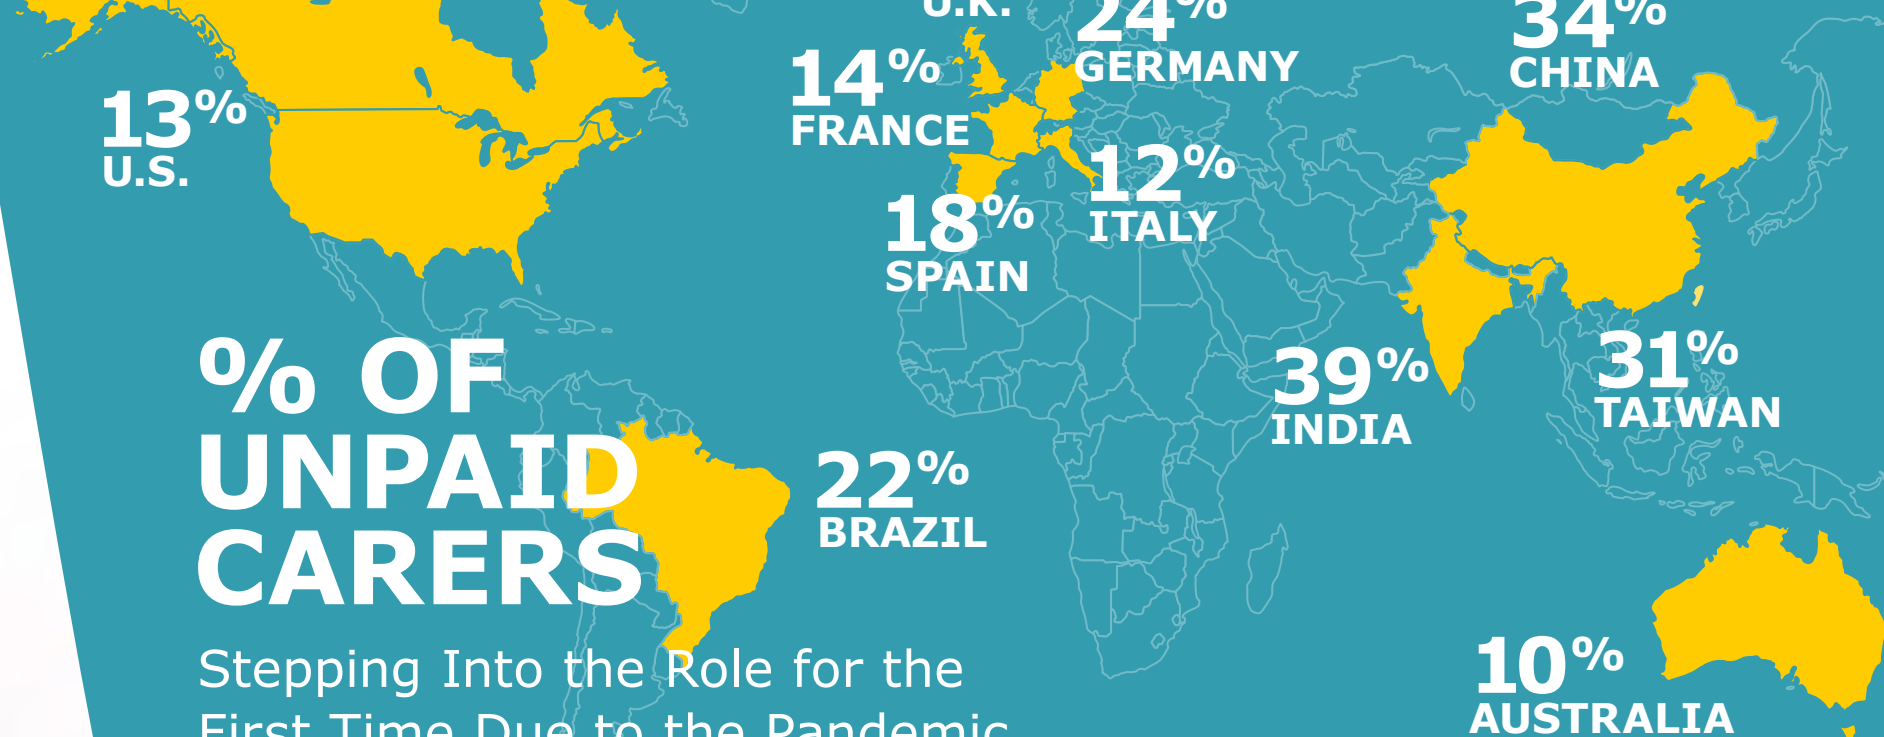 U.K.
24%
GERMANY
34%
CHINA
14%
FRANCE
13%
U.S.
12%
ITALY
18%
SPAIN
39%
INDIA
31%
TAIWAN
% OF
UNPAID
CARERS
22%
BRAZIL
Stepping Into the Role for the
First Time Due to the Pandemic
10%
AUSTRALIA